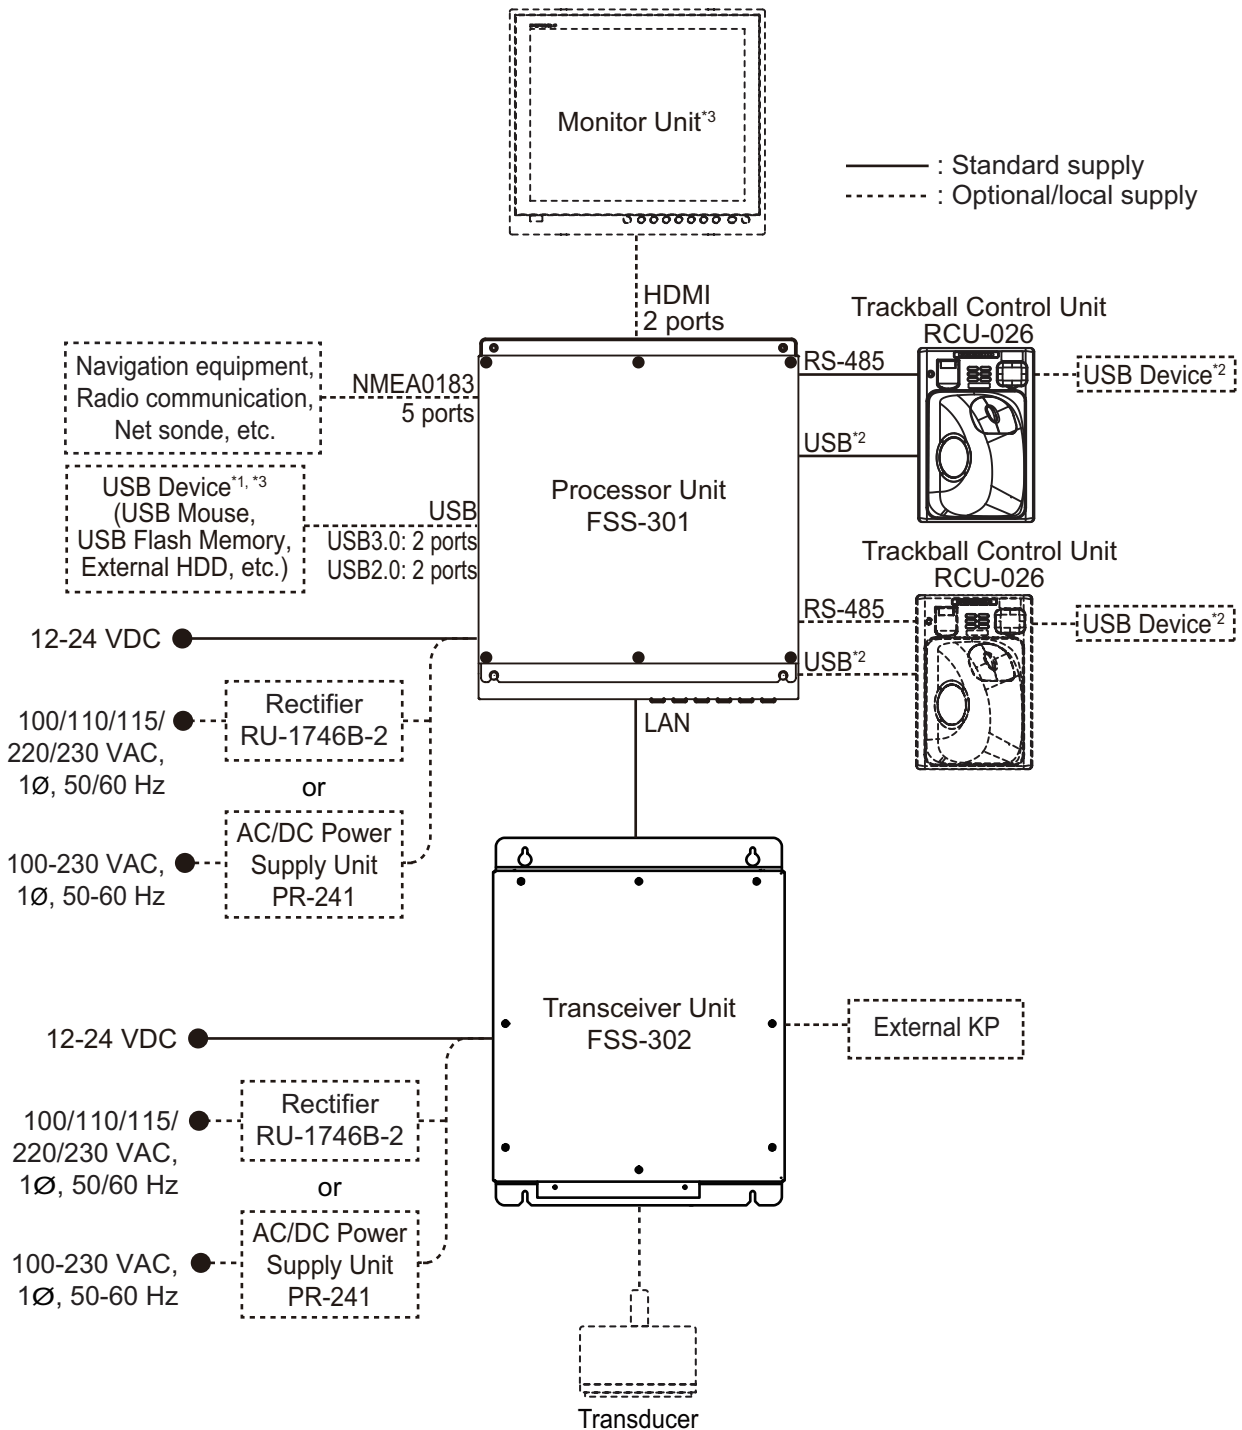 Monitor Unit*3
: Standard supply
: Optional/local supply
HDMI
2 ports
Trackball Control Unit
RCU-026
Navigation equipment,
Radio communication,
Net sonde, etc.
NMEA0183
5 ports
RS-485
USB Device*2
USB*2
USB Device*1, *3
(USB Mouse,
USB Flash Memory,
External HDD, etc.)
USB
USB3.0: 2 ports
USB2.0: 2 ports
Processor Unit
FSS-301
Trackball Control Unit
RCU-026
RS-485
USB Device*2
USB*2
12-24 VDC
Rectifier
RU-1746B-2
100/110/115/
220/230 VAC,
1Ø, 50/60 Hz
or
LAN
AC/DC Power
Supply Unit
PR-241
100-230 VAC,
1Ø, 50-60 Hz
Transceiver Unit
FSS-302
External KP
12-24 VDC
Rectifier
RU-1746B-2
100/110/115/
220/230 VAC,
1Ø, 50/60 Hz
or
AC/DC Power
Supply Unit
PR-241
100-230 VAC,
1Ø, 50-60 Hz
Transducer